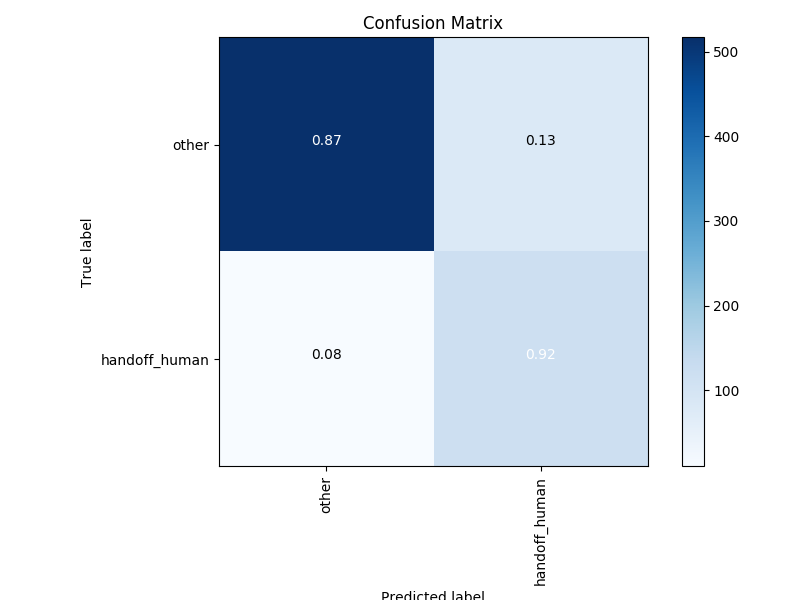 Confusion Matrix
other
0.87
0.13
500
400
300
200
100
True label
handoff_human
0.08
0.92
other
handoff_human
Predicted label